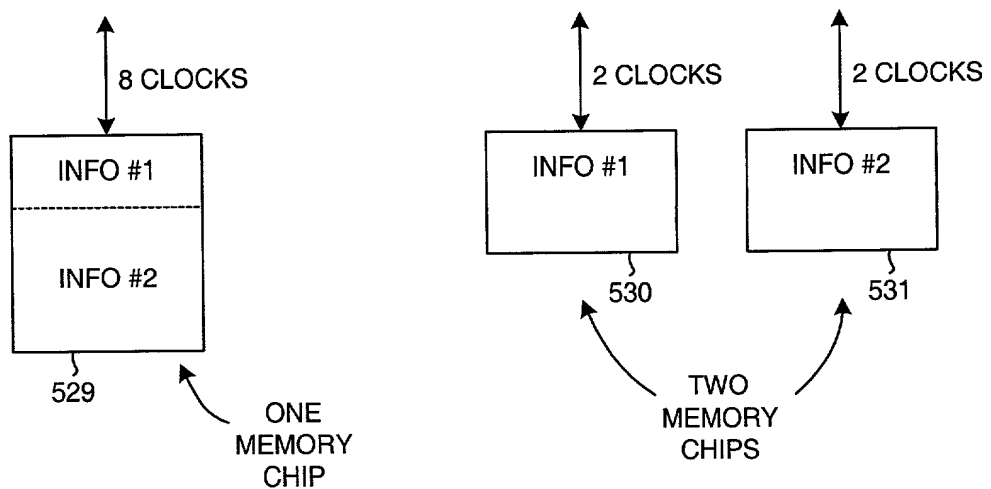 8 CLOCKS
INFO #1
INFO #2
529
ONE
MEMORY
CHIP
2 CLOCKS
2 CLOCKS
INFO #1
INFO #2
530
531
TWO
MEMORY
CHIPS